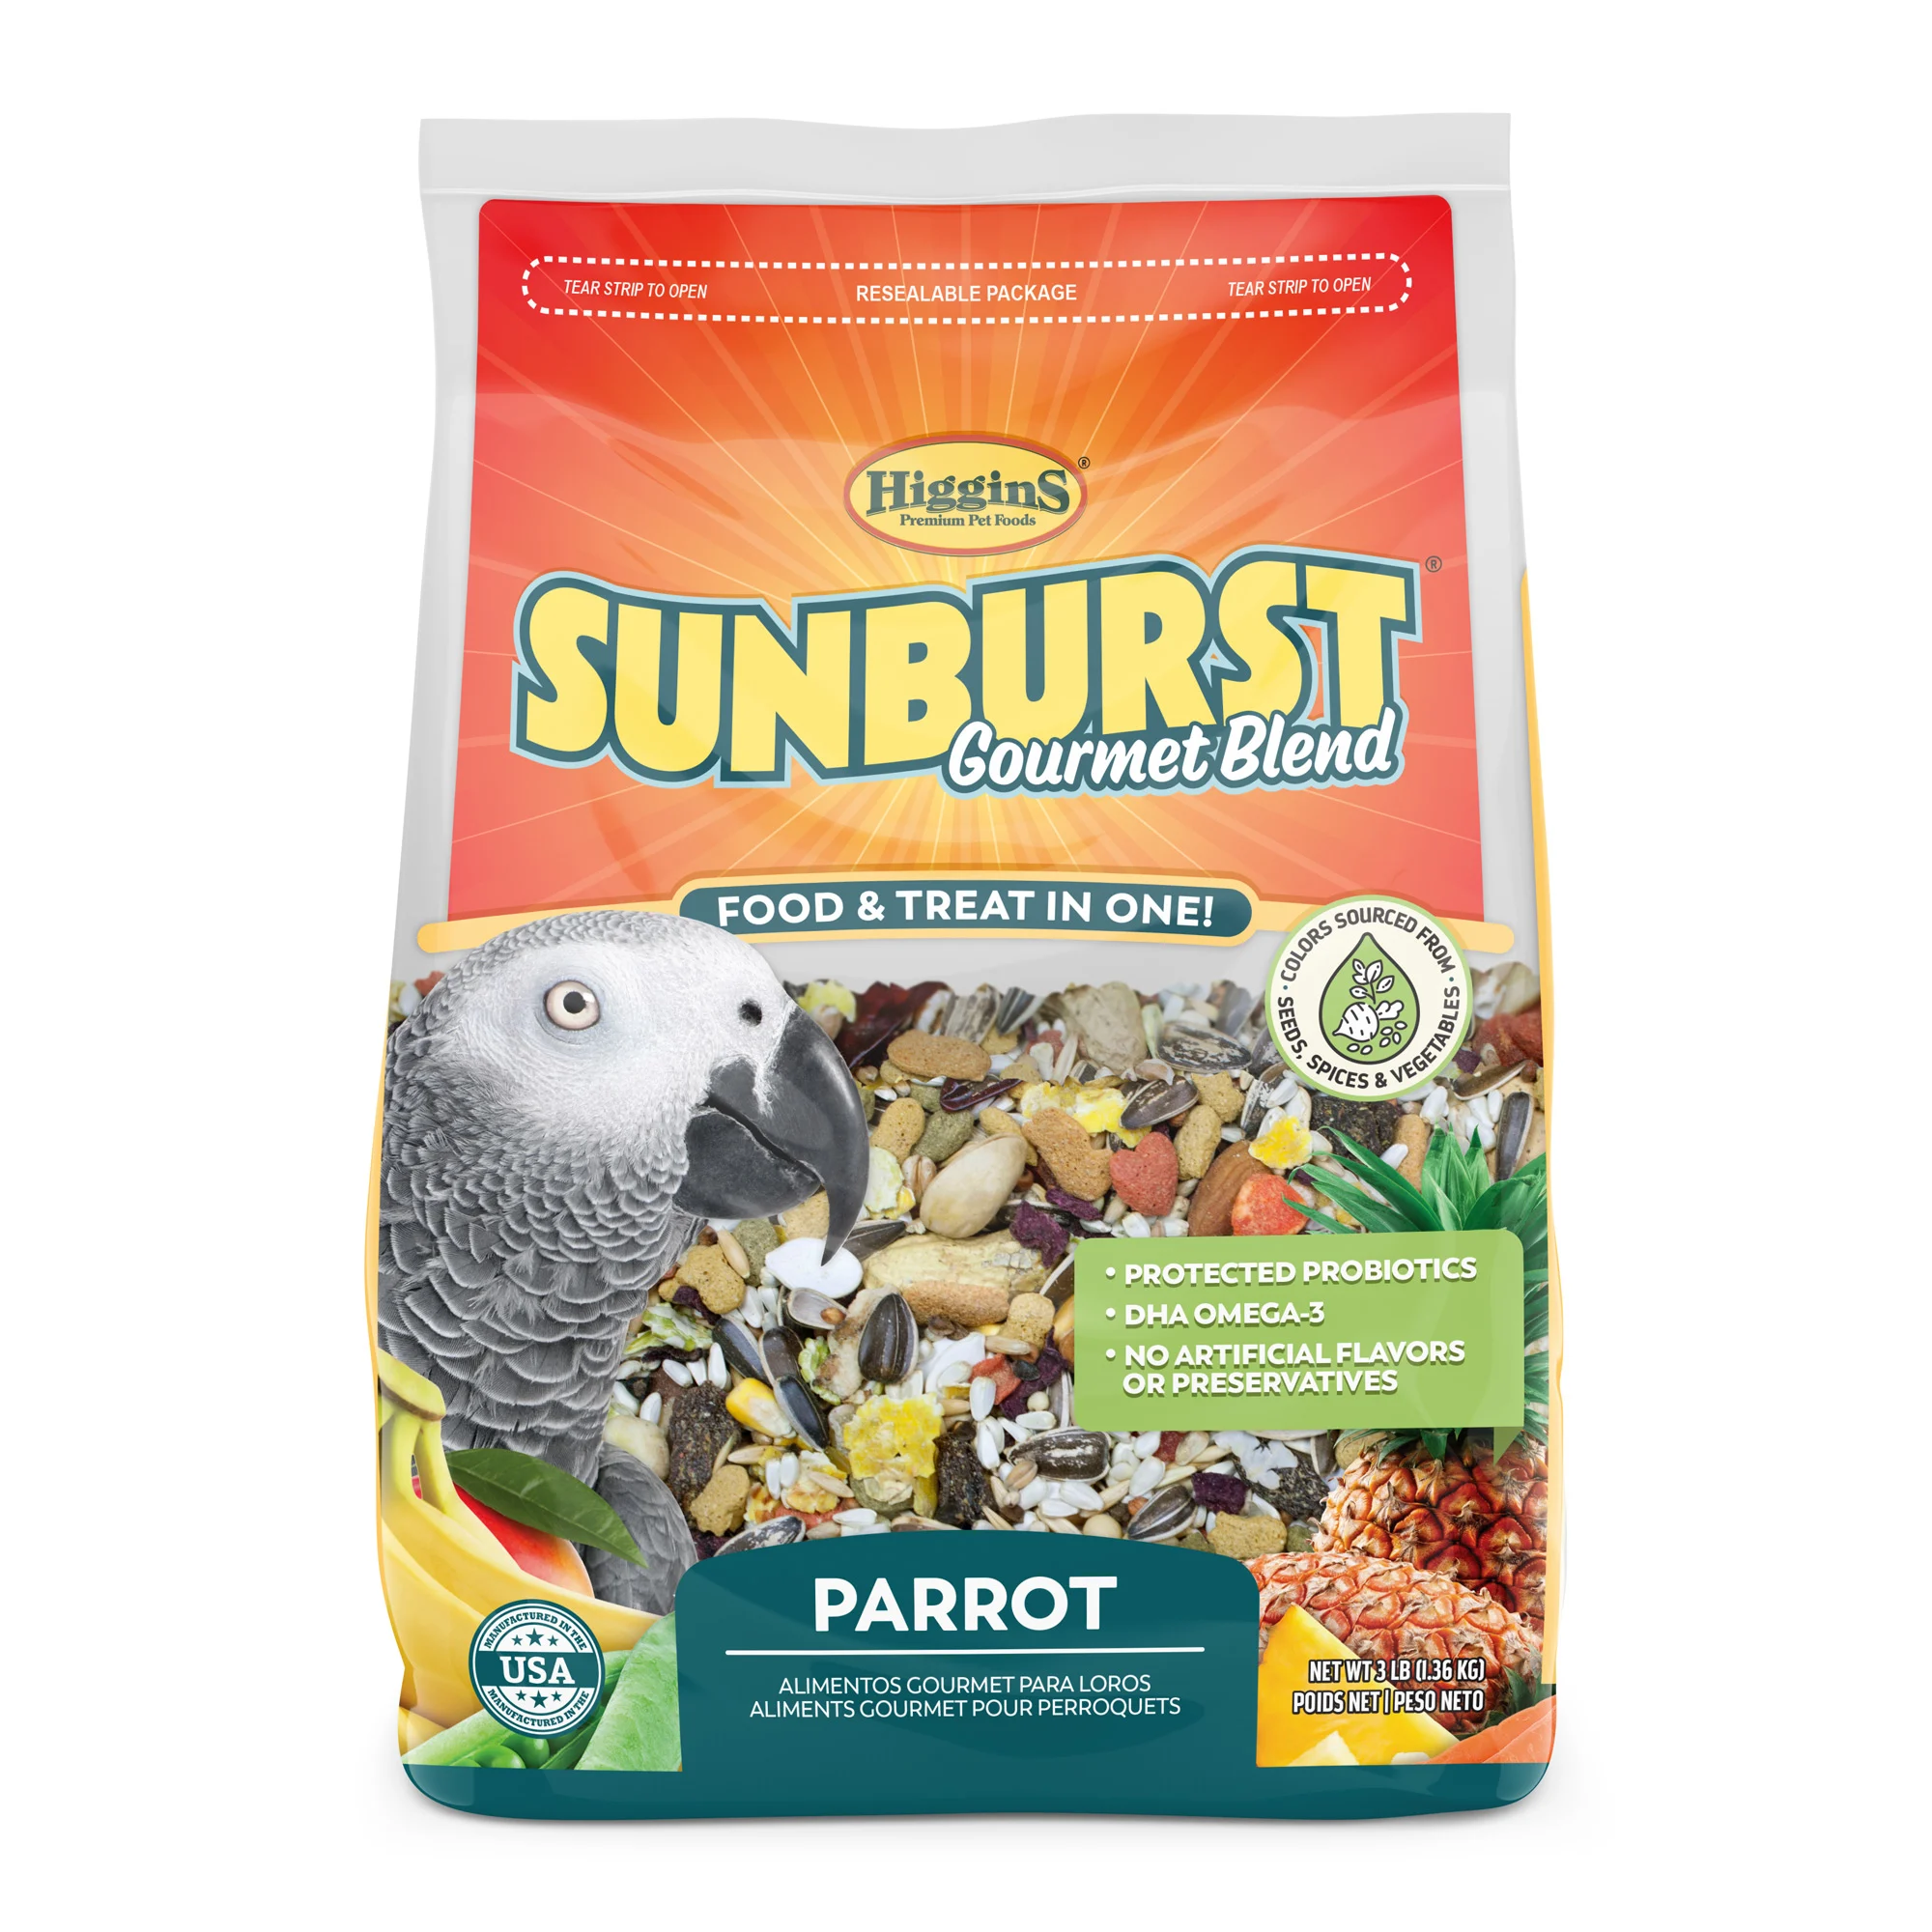 TEAR STRIP TO OPEN
RESEALABLE PACKAGE
TEAR STRIP TO OPEN
HigginS®
Premium Pet Foods
SUNBURST®
Gourmet Blend
FOOD & TREAT IN ONE!
• COLORS SOURCED FROM •
SEEDS, SPICES & VEGETABLES
• PROTECTED PROBIOTICS
• DHA OMEGA-3
• NO ARTIFICIAL FLAVORS
OR PRESERVATIVES
PARROT
ALIMENTOS GOURMET PARA LOROS
ALIMENTS GOURMET POUR PERROQUETS
MANUFACTURED IN THE
USA
MANUFACTURED IN THE
NET WT 3 LB (1.36 KG)
POIDS NET | PESO NETO